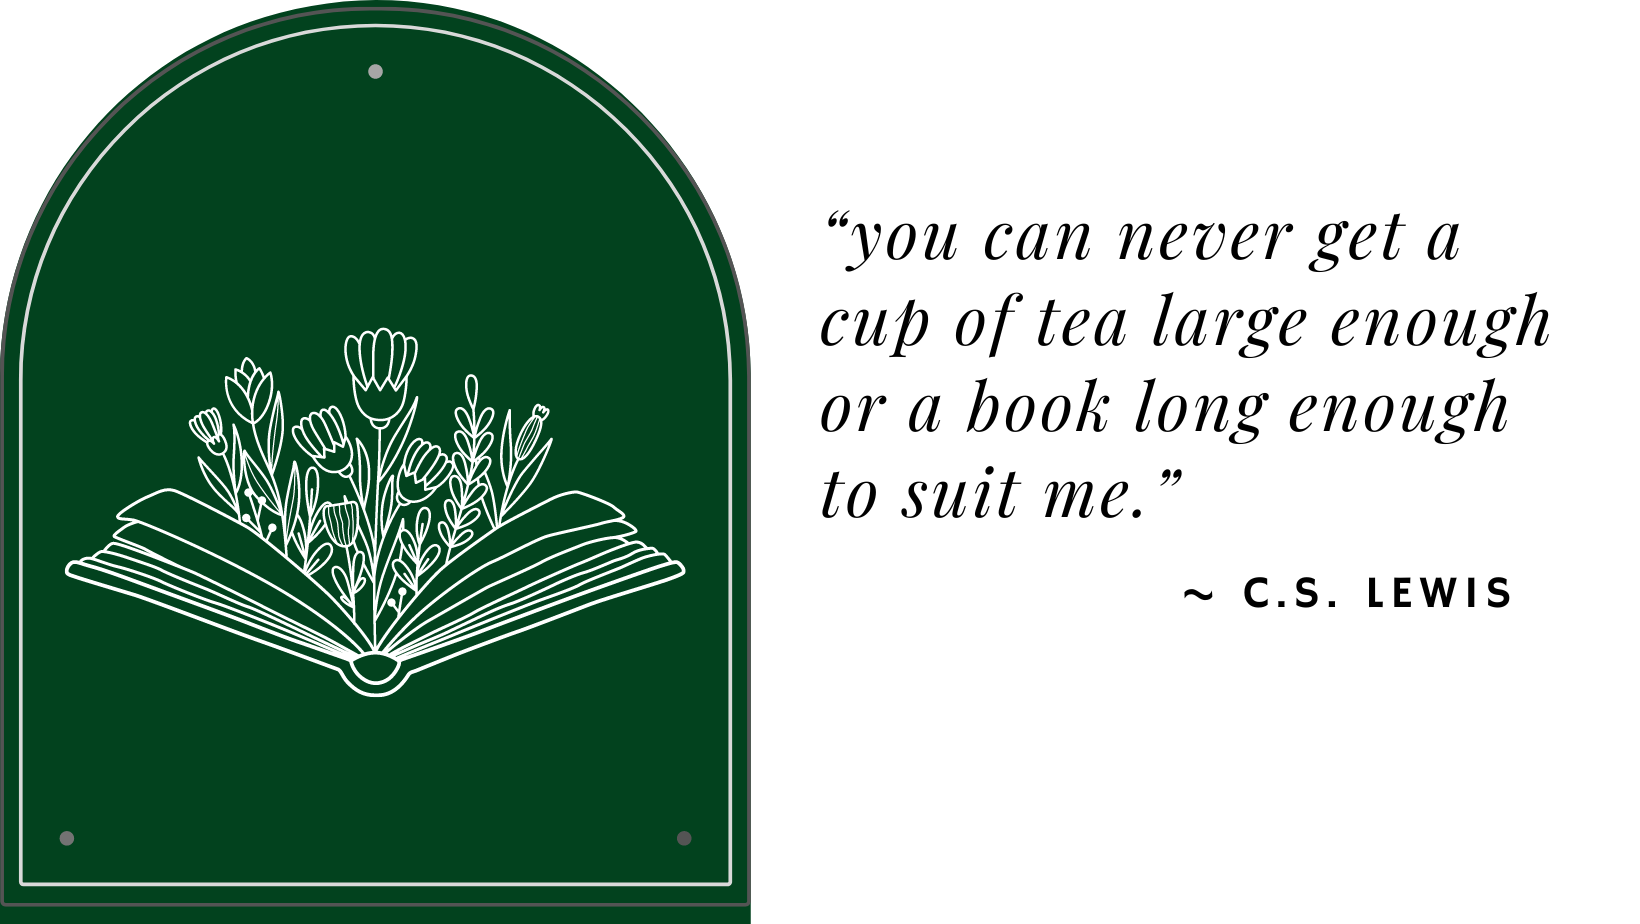 “you can never get a
cup of tea large enough
or a book long enough
to suit me.”
~ C.S. LEWIS